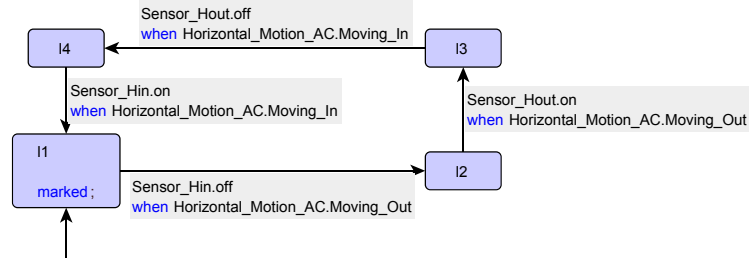 Sensor_Hout.off
when Horizontal_Motion_AC.Moving_In
l4
l3
Sensor_Hin.on
when Horizontal_Motion_AC.Moving_In
Sensor_Hout.on
when Horizontal_Motion_AC.Moving_Out
l1
marked;
l2
Sensor_Hin.off
when Horizontal_Motion_AC.Moving_Out